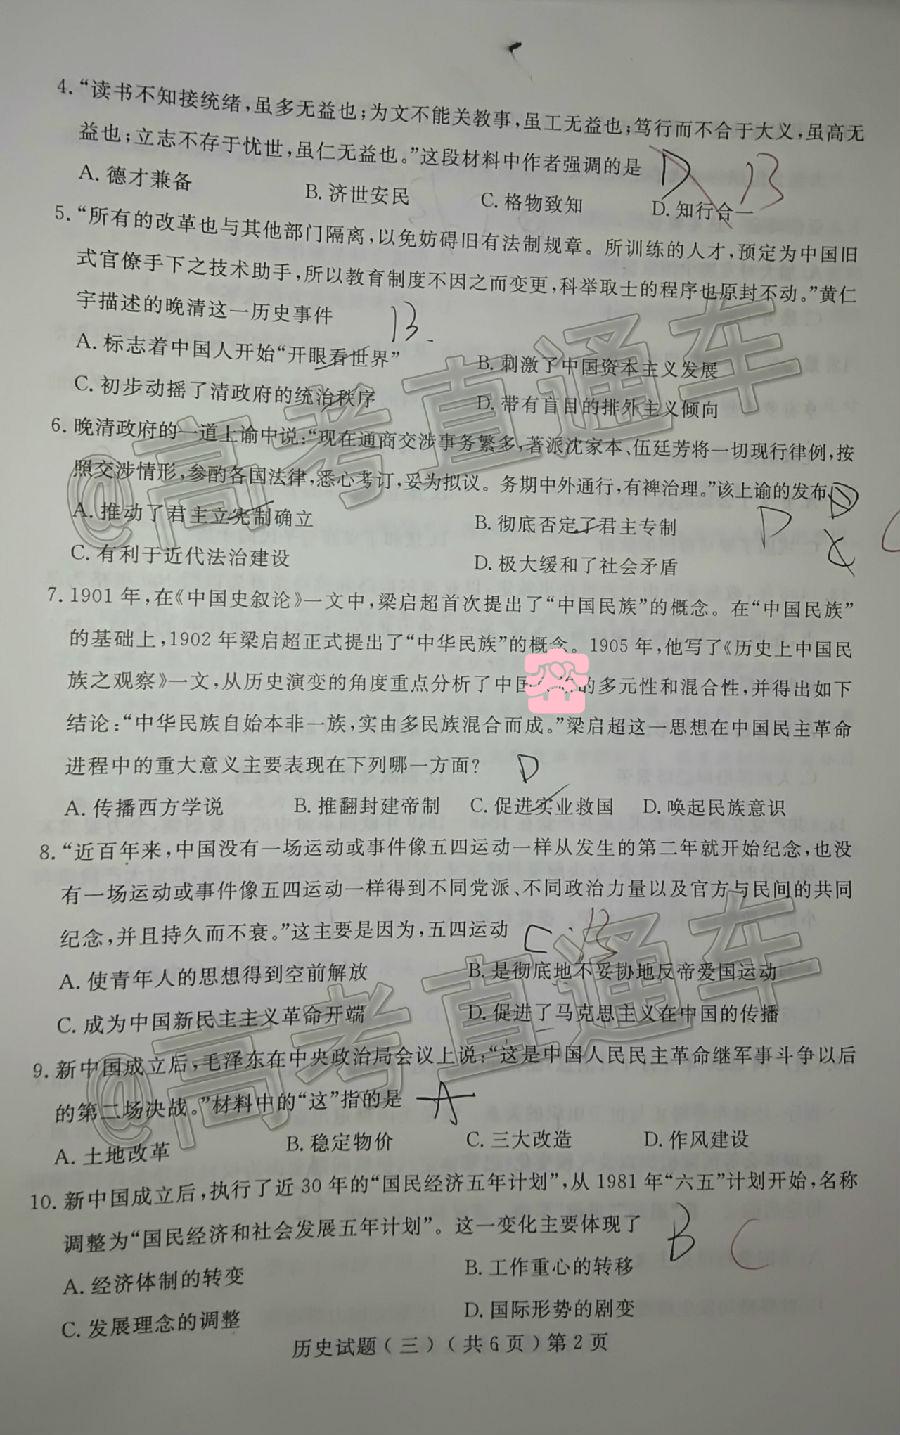 4.“读书不知接统绪,虽多无益也;为文不能关教事,虽工无益也;笃行而不合于大义,虽高无
益也;立志不存于忧世,虽仁无益也。”这段材料中作者强调的是 D B
A. 德才兼备 B. 济世安民 C. 格物致知 D. 知行合一
5.“所有的改革也与其他部门隔离,以免妨碍旧有法制规章。所训练的人才,预定为中国旧
式官僚手下之技术助手,所以教育制度不因之而变更,科举取士的程序也原封不动。”黄仁
宇描述的晚清这一历史事件 B
A. 标志着中国人开始“开眼看世界” B. 刺激了中国资本主义发展
C. 初步动摇了清政府的统治秩序 D. 带有盲目的排外主义倾向
6. 晚清政府的一道上谕中说:“现在通商交涉事务繁多,著派沈家本、伍廷芳将一切现行律例,按
照交涉情形,参酌各国法律,悉心考订,妥为拟议。务期中外通行,有裨治理。”该上谕的发布
A. 推动了君主立宪制确立 B. 彻底否定了君主专制 D
C. 有利于近代法治建设 D. 极大缓和了社会矛盾
7. 1901年,在《中国史叙论》一文中,梁启超首次提出了“中国民族”的概念。在“中国民族”
的基础上,1902年梁启超正式提出了“中华民族”的概念。1905年,他写了《历史上中国民
族之观察》一文,从历史演变的角度重点分析了中国 的多元性和混合性,并得出如下
结论:“中华民族自始本非一族,实由多民族混合而成。”梁启超这一思想在中国民主革命
进程中的重大意义主要表现在下列哪一方面? D
A. 传播西方学说 B. 推翻封建帝制 C. 促进实业救国 D. 唤起民族意识
8.“近百年来,中国没有一场运动或事件像五四运动一样从发生的第二年就开始纪念,也没
有一场运动或事件像五四运动一样得到不同党派、不同政治力量以及官方与民间的共同
纪念,并且持久而不衰。”这主要是因为,五四运动 C B
A. 使青年人的思想得到空前解放 B. 是彻底地不妥协地反帝爱国运动
C. 成为中国新民主主义革命开端 D. 促进了马克思主义在中国的传播
9. 新中国成立后,毛泽东在中央政治局会议上说:“这是中国人民民主革命继军事斗争以后
的第二场决战。”材料中的“这”指的是 A
A. 土地改革 B. 稳定物价 C. 三大改造 D. 作风建设
10. 新中国成立后,执行了近30年的“国民经济五年计划”,从1981年“六五”计划开始,名称
调整为“国民经济和社会发展五年计划”。这一变化主要体现了 B C
A. 经济体制的转变 B. 工作重心的转移
C. 发展理念的调整 D. 国际形势的剧变
历史试题(三)(共6页)第2页
@高考直通车
@高考直通车